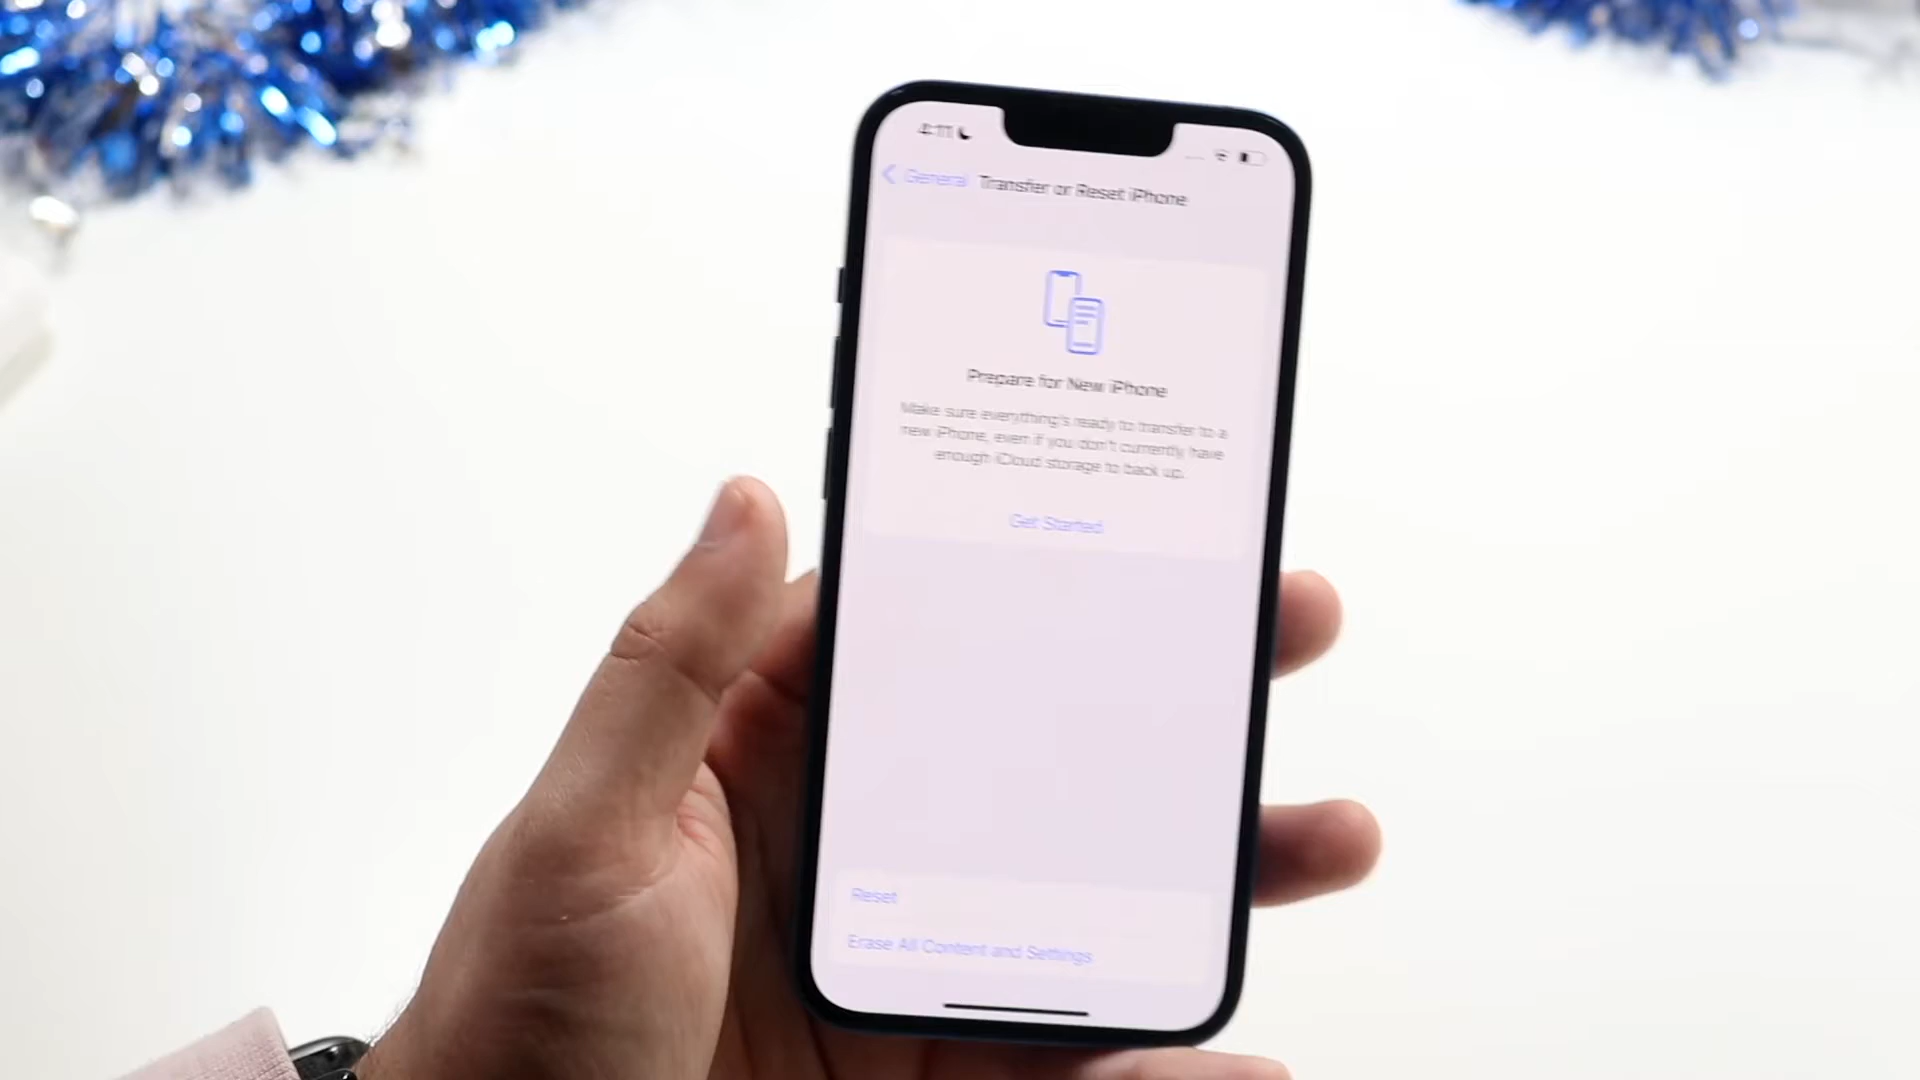 4:11
General Transfer or Reset iPhone
Prepare for New iPhone
Make sure everything's ready to transfer to a
new iPhone, even if you don't currently have
enough iCloud storage to back up.
Get Started
Reset
Erase All Content and Settings